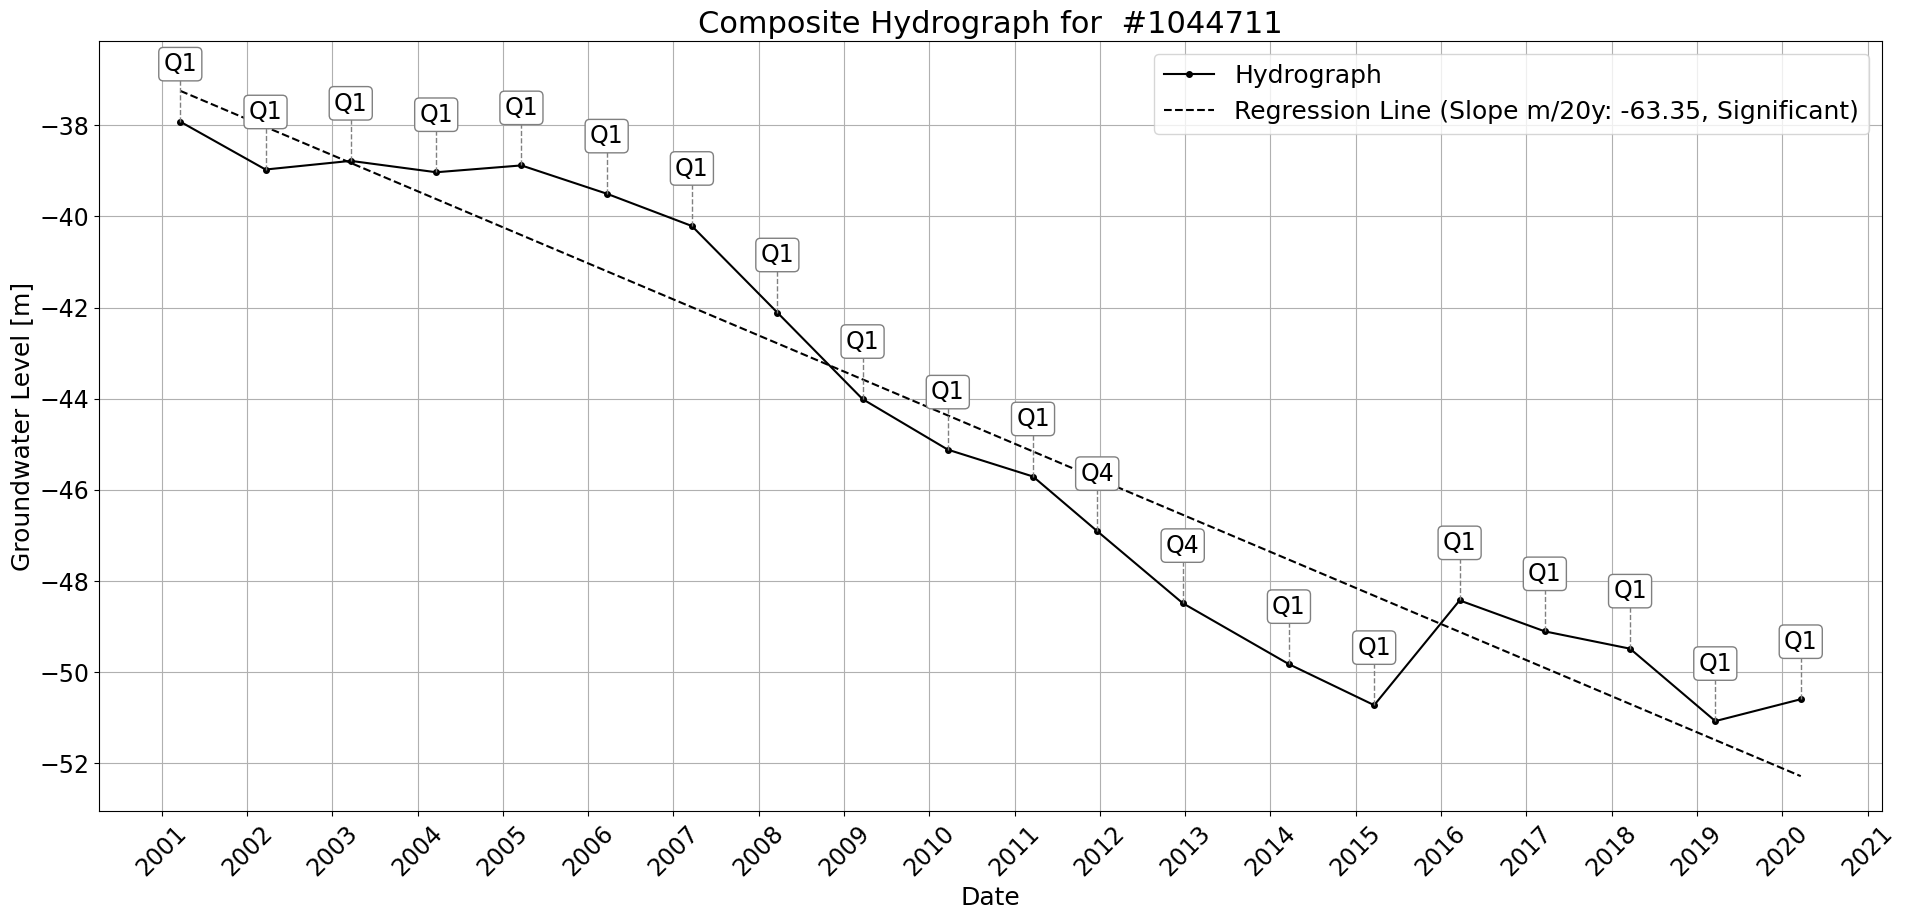 Composite Hydrograph for  #1044711
Hydrograph
Regression Line (Slope m/20y: -63.35, Significant)
Q1
Q1
Q1
Q1
Q1
Q1
Q1
Q1
Q1
Q1
Q1
Q4
Q4
Q1
Q1
Q1
Q1
Q1
Q1
Q1
Groundwater Level [m]
−38
−40
−42
−44
−46
−48
−50
−52
2001
2002
2003
2004
2005
2006
2007
2008
2009
2010
2011
2012
2013
2014
2015
2016
2017
2018
2019
2020
2021
Date